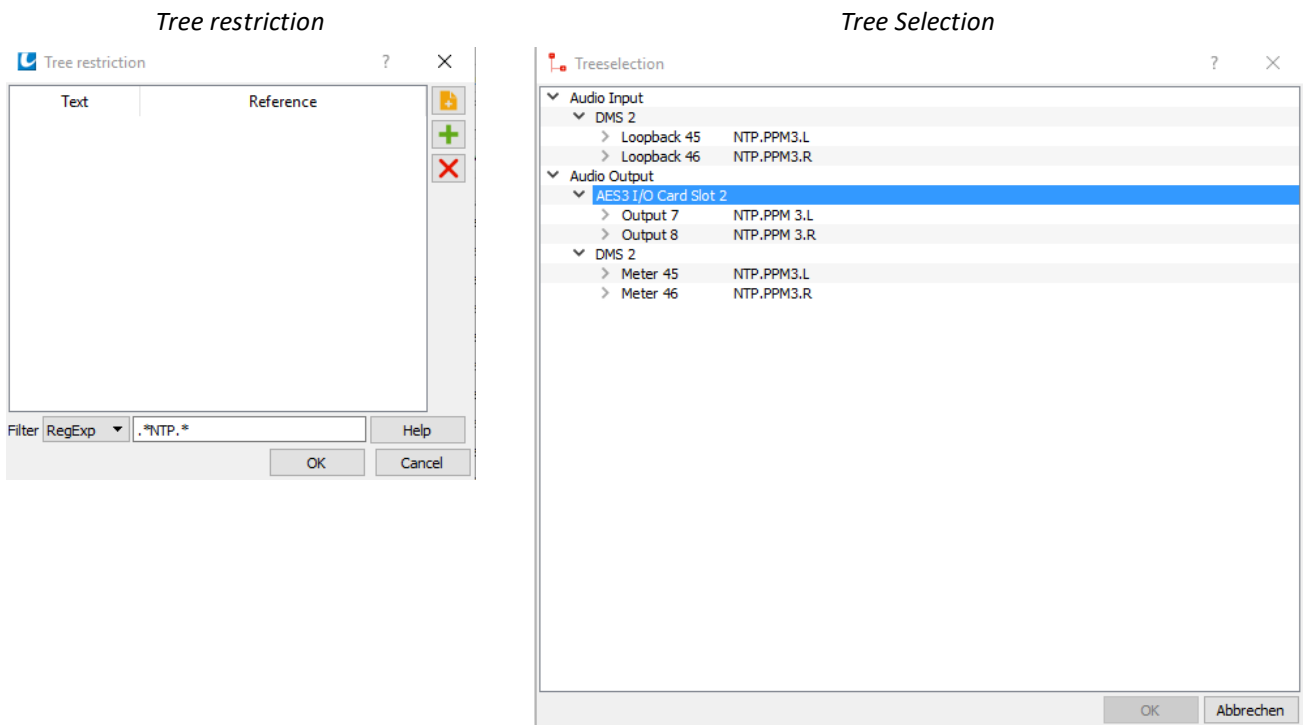 Tree restriction
Tree Selection
Tree restriction ?
Text Reference
Filter RegExp .*NTP.* Help
OK Cancel
Treeselection ?
Audio Input
DMS 2
Loopback 45 NTP.PPM3.L
Loopback 46 NTP.PPM3.R
Audio Output
AES3 I/O Card Slot 2
Output 7 NTP.PPM 3.L
Output 8 NTP.PPM 3.R
DMS 2
Meter 45 NTP.PPM3.L
Meter 46 NTP.PPM3.R
OK Abbrechen